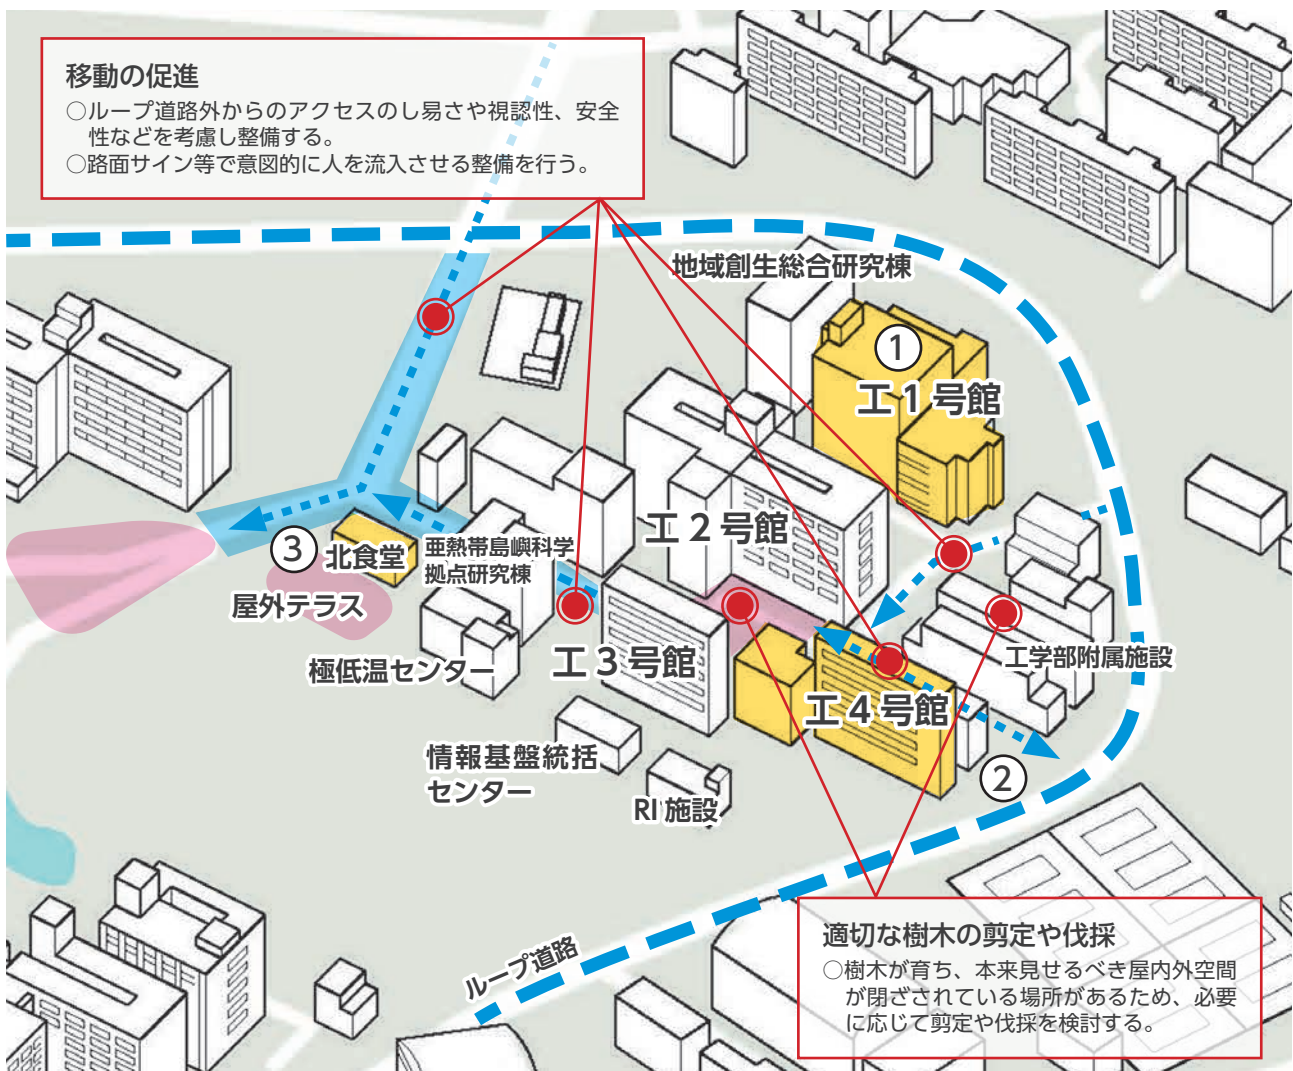 移動の促進
○ループ道路外からのアクセスのし易さや視認性、安全
性などを考慮し整備する。
○路面サイン等で意図的に人を流入させる整備を行う。
地域創生総合研究棟
①
工１号館
工２号館
③
北食堂
亜熱帯島嶼科学
拠点研究棟
屋外テラス
極低温センター
工３号館
工学部附属施設
工４号館
情報基盤統括
センター
②
RI 施設
ループ道路
適切な樹木の剪定や伐採
○樹木が育ち、本来見せるべき屋内外空間
が閉ざされている場所があるため、必要
に応じて剪定や伐採を検討する。